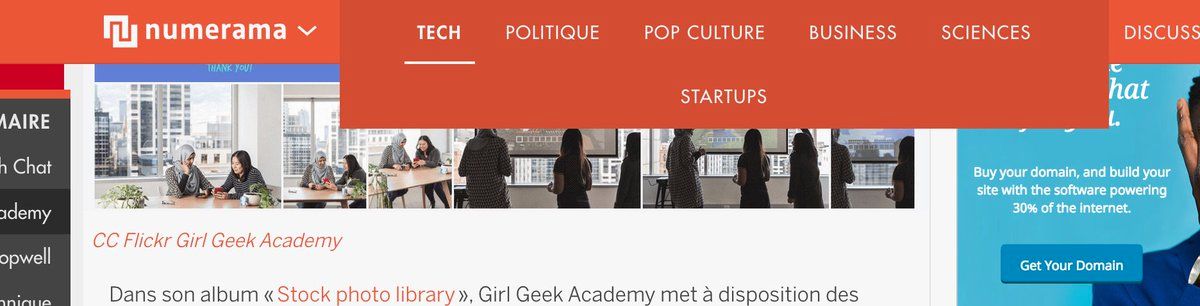 numerama
TECH POLITIQUE POP CULTURE BUSINESS SCIENCES DISCUSS
STARTUPS
THANK YOU!
MAIRE
h Chat
ademy
opwell
hnique
CC Flickr Girl Geek Academy
Dans son album « Stock photo library », Girl Geek Academy met à disposition des
hat
Buy your domain, and build your
site with the software powering
30% of the internet.
Get Your Domain